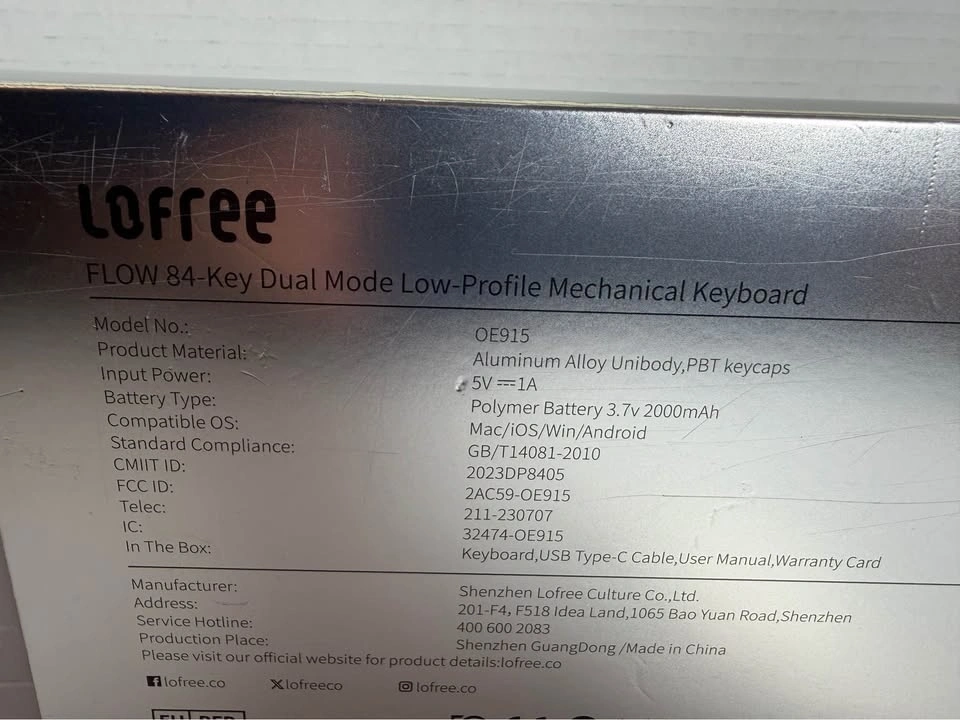 LOFree
FLOW 84-Key Dual Mode Low-Profile Mechanical Keyboard
Model No.: OE915
Product Material: Aluminum Alloy Unibody,PBT keycaps
Input Power: 5V ⎓1A
Battery Type: Polymer Battery 3.7v 2000mAh
Compatible OS: Mac/iOS/Win/Android
Standard Compliance: GB/T14081-2010
CMIIT ID: 2023DP8405
FCC ID: 2AC59-OE915
Telec: 211-230707
IC: 32474-OE915
In The Box: Keyboard,USB Type-C Cable,User Manual,Warranty Card
Manufacturer: Shenzhen Lofree Culture Co.,Ltd.
Address: 201-F4, F518 Idea Land,1065 Bao Yuan Road,Shenzhen
Service Hotline: 400 600 2083
Production Place: Shenzhen GuangDong /Made in China
Please visit our official website for product details:lofree.co
lofree.co lofreeco lofree.co